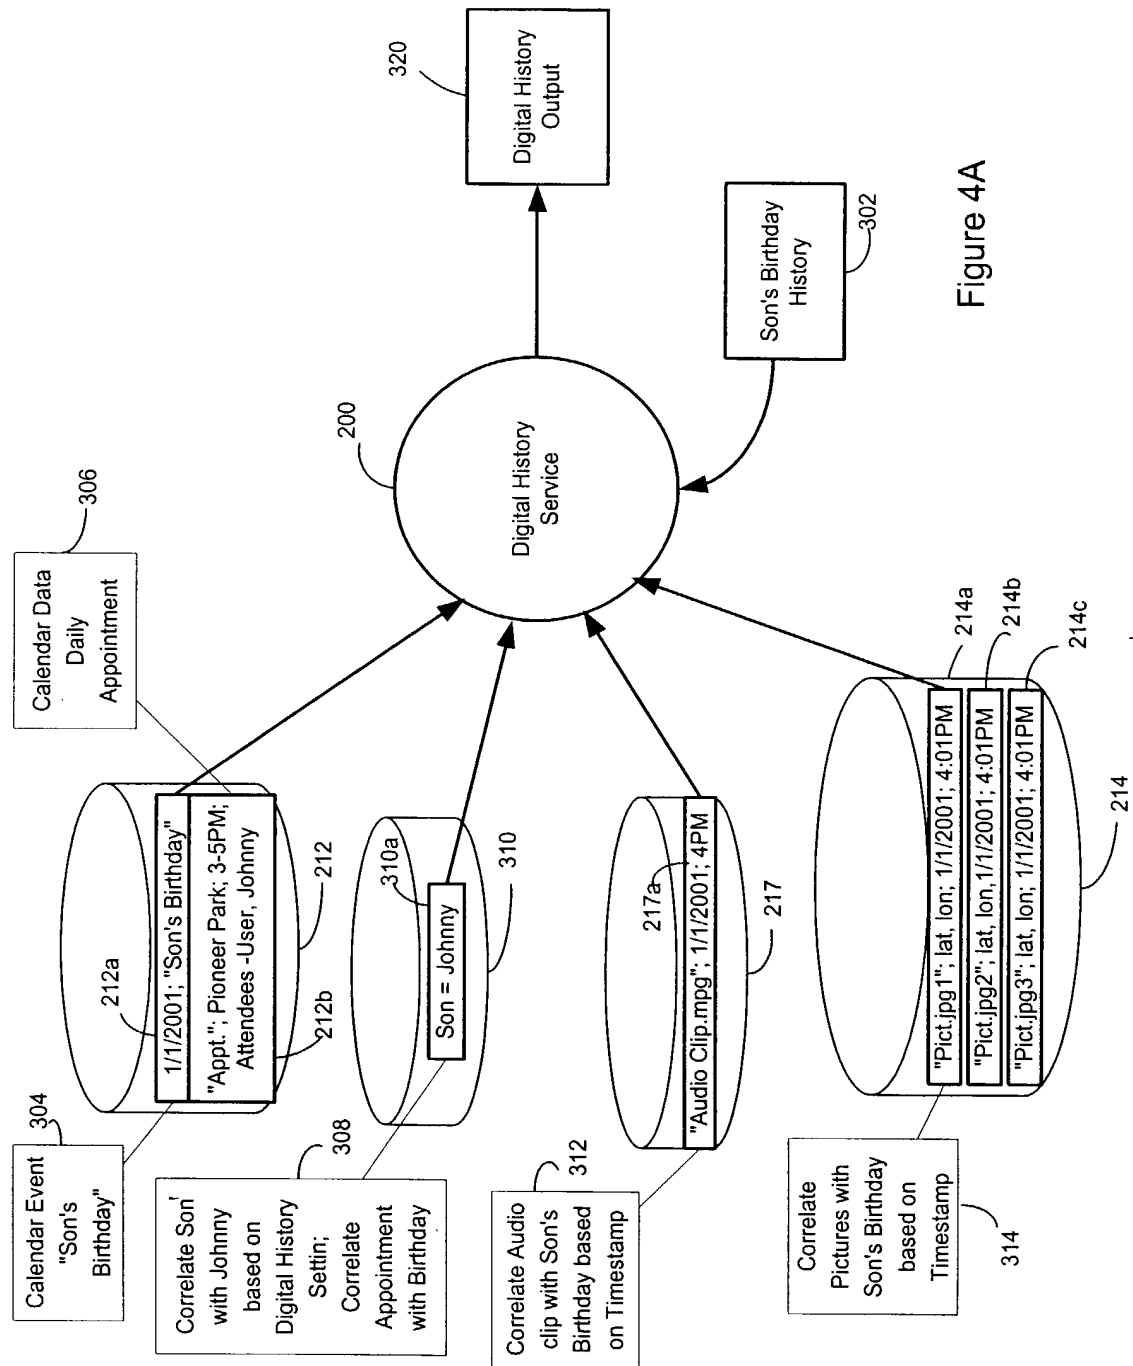 Calendar Event
"Son's
Birthday"
304
212a
1/1/2001; "Son's Birthday"
"Appt."; Pioneer Park; 3-5PM;
Attendees -User, Johnny
212b
212
Calendar Data
Daily
Appointment
306
Correlate Son'
with Johnny
based on
Digital History
Settin;
Correlate
Appointment
with Birthday
308
310a
Son = Johnny
310
Correlate Audio
clip with Son's
Birthday based
on Timestamp
312
217a
"Audio Clip.mpg"; 1/1/2001; 4PM
217
Correlate
Pictures with
Son's Birthday
based on
Timestamp
314
"Pict.jpg1"; lat, lon; 1/1/2001; 4:01PM
"Pict.jpg2"; lat, lon,1/1/2001; 4:01PM
"Pict.jpg3"; lat, lon; 1/1/2001; 4:01PM
214a
214b
214c
214
200
Digital History
Service
320
Digital History
Output
Son's Birthday
History
302
Figure 4A